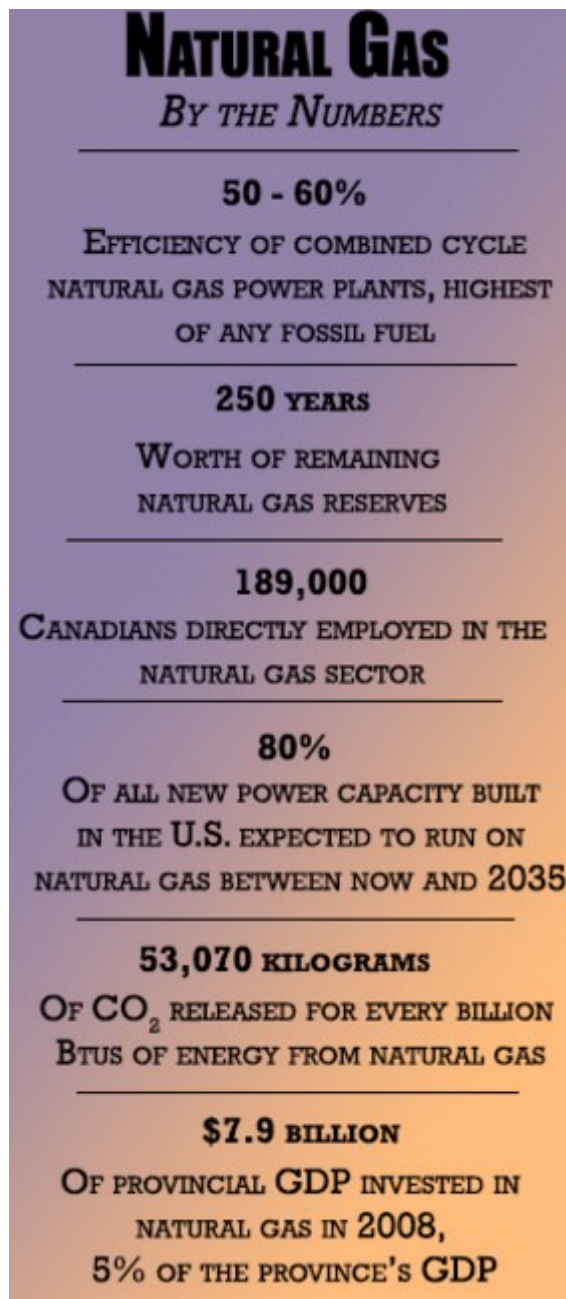 Natural Gas
By the Numbers
50 - 60%
Efficiency of combined cycle
natural gas power plants, highest
of any fossil fuel
250 years
Worth of remaining
natural gas reserves
189,000
Canadians directly employed in the
natural gas sector
80%
Of all new power capacity built
in the U.S. expected to run on
natural gas between now and 2035
53,070 kilograms
Of CO₂ released for every billion
Btus of energy from natural gas
$7.9 billion
Of provincial GDP invested in
natural gas in 2008,
5% of the province's GDP